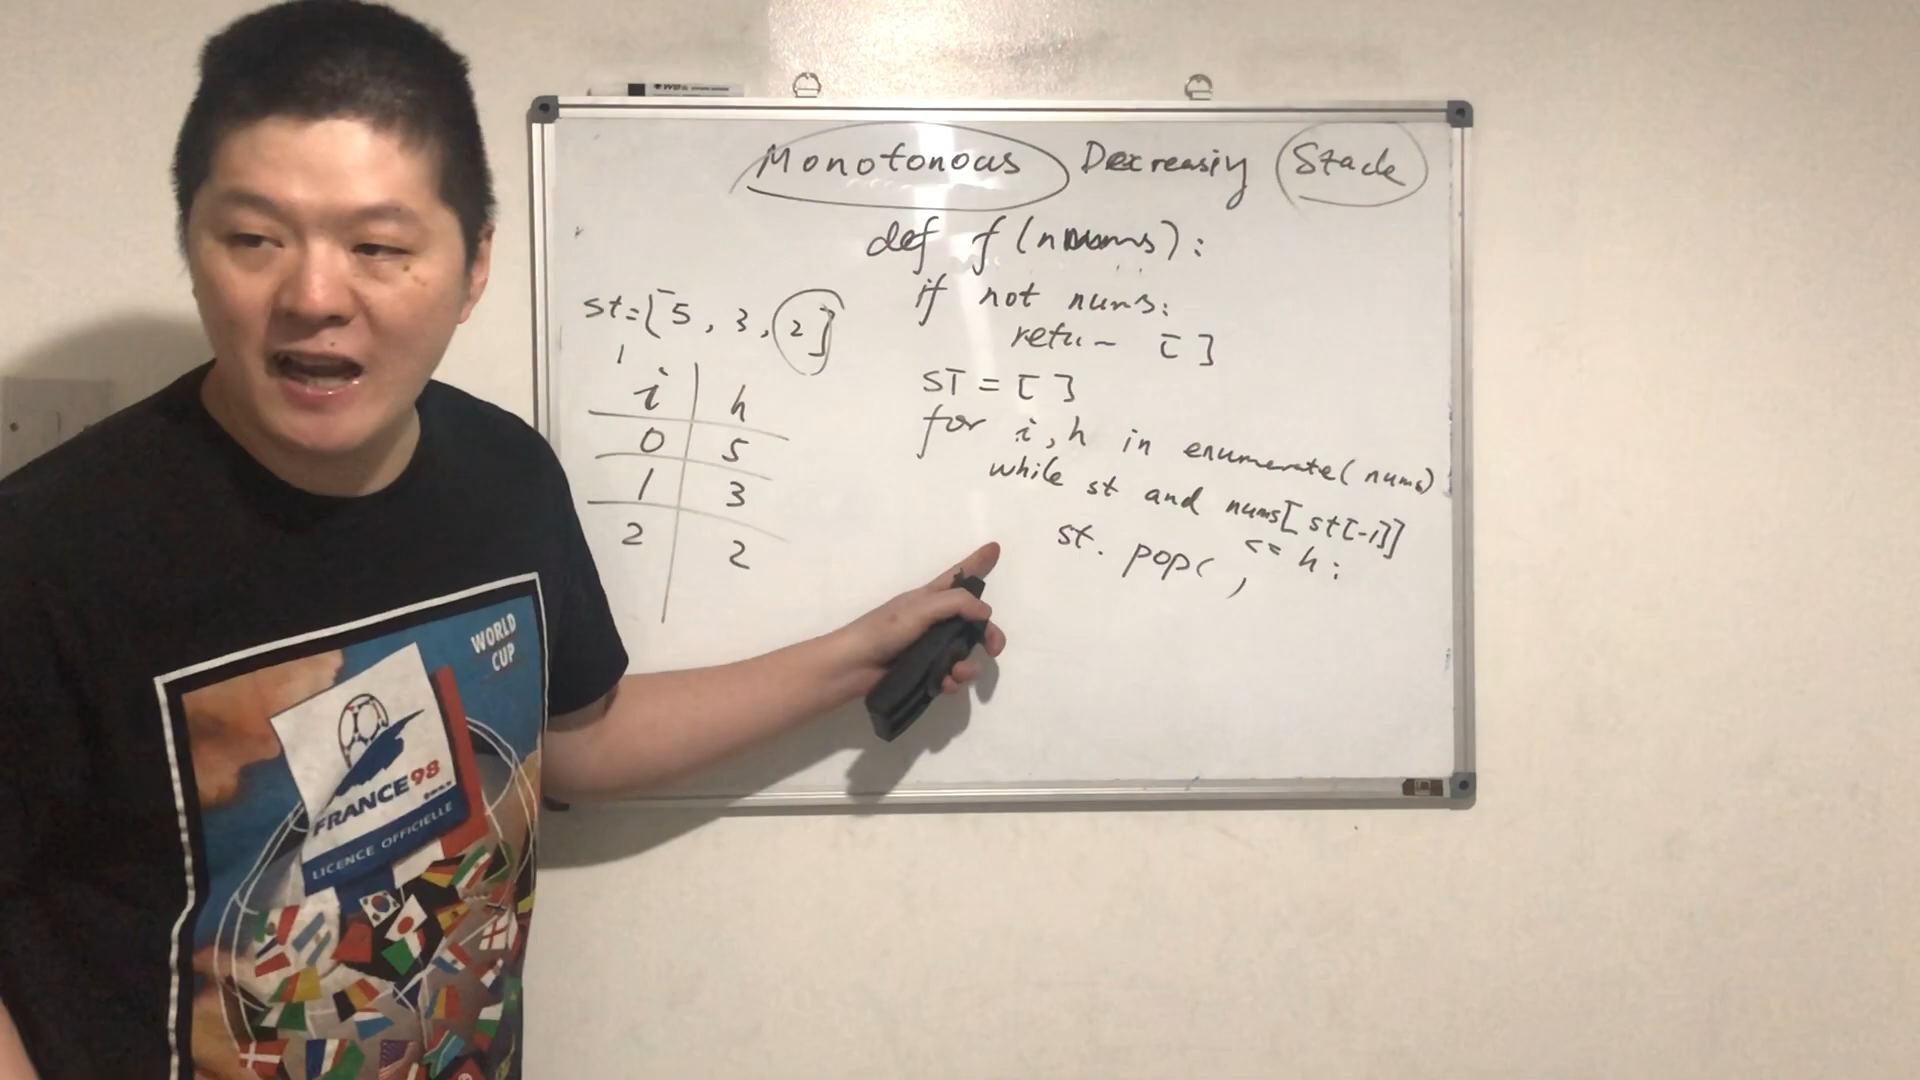 Monotonous Decreasiy Stack
def f(nums):
if not nums:
return []
ST = []
for i, h in enumerate(nums)
while st and nums[st[-1]]
<= h:
st. pop()
st=[5, 3, 2]
i h
0 5
1 3
2 2
WORLD
CUP
FRANCE 98
LICENCE OFFICIELLE